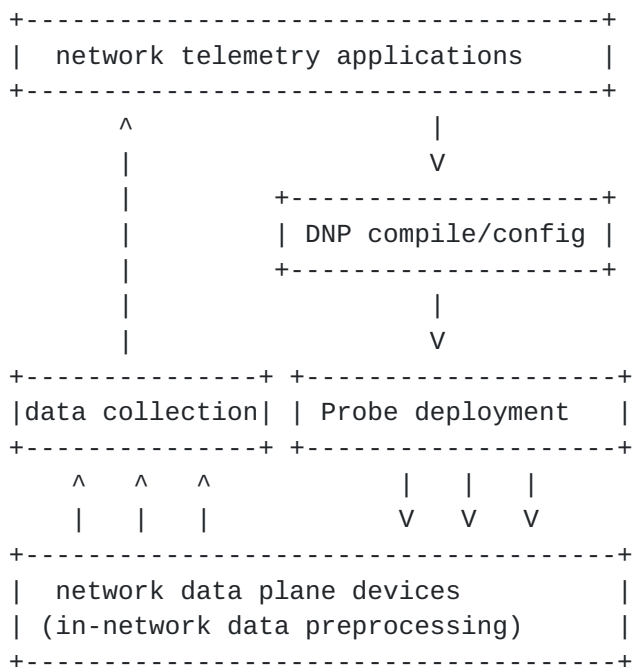 network telemetry applications
DNP compile/config
data collection
Probe deployment
network data plane devices
(in-network data preprocessing)